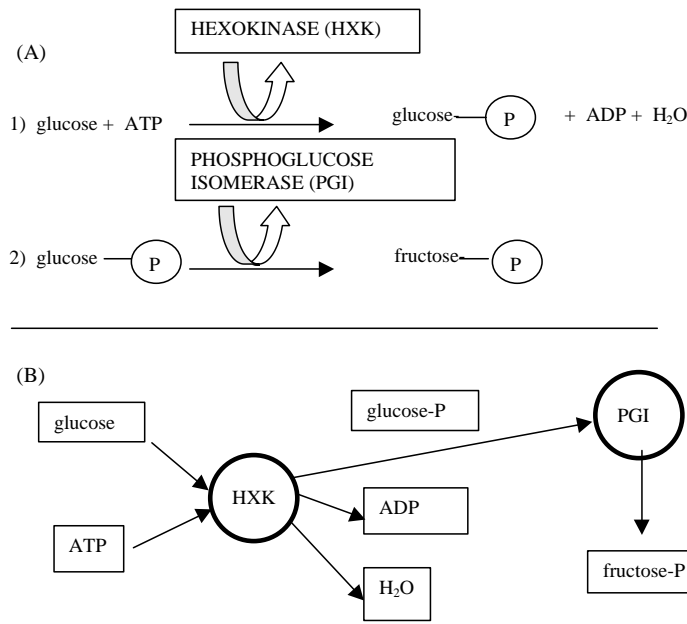 (A)
HEXOKINASE (HXK)
1) glucose + ATP
glucose P + ADP + H₂O
PHOSPHOGLUCOSE
ISOMERASE (PGI)
2) glucose P
fructose P
(B)
glucose
glucose-P
PGI
HXK
ADP
ATP
H₂O
fructose-P